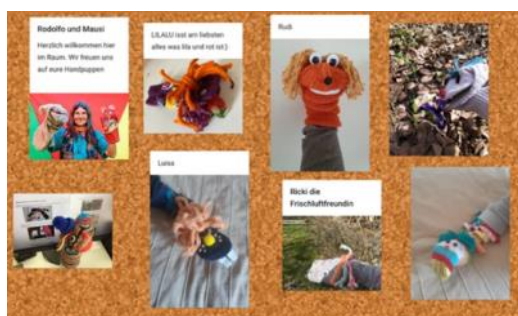 Rodolfo und Mausi
Herzlich willkommen hier
im Raum. Wir freuen uns
auf eure Handpuppen
LILALU isst am liebsten
alles was lila und rot ist:)
Rudi
Luisa
Ricki die
Frischluftfreundin